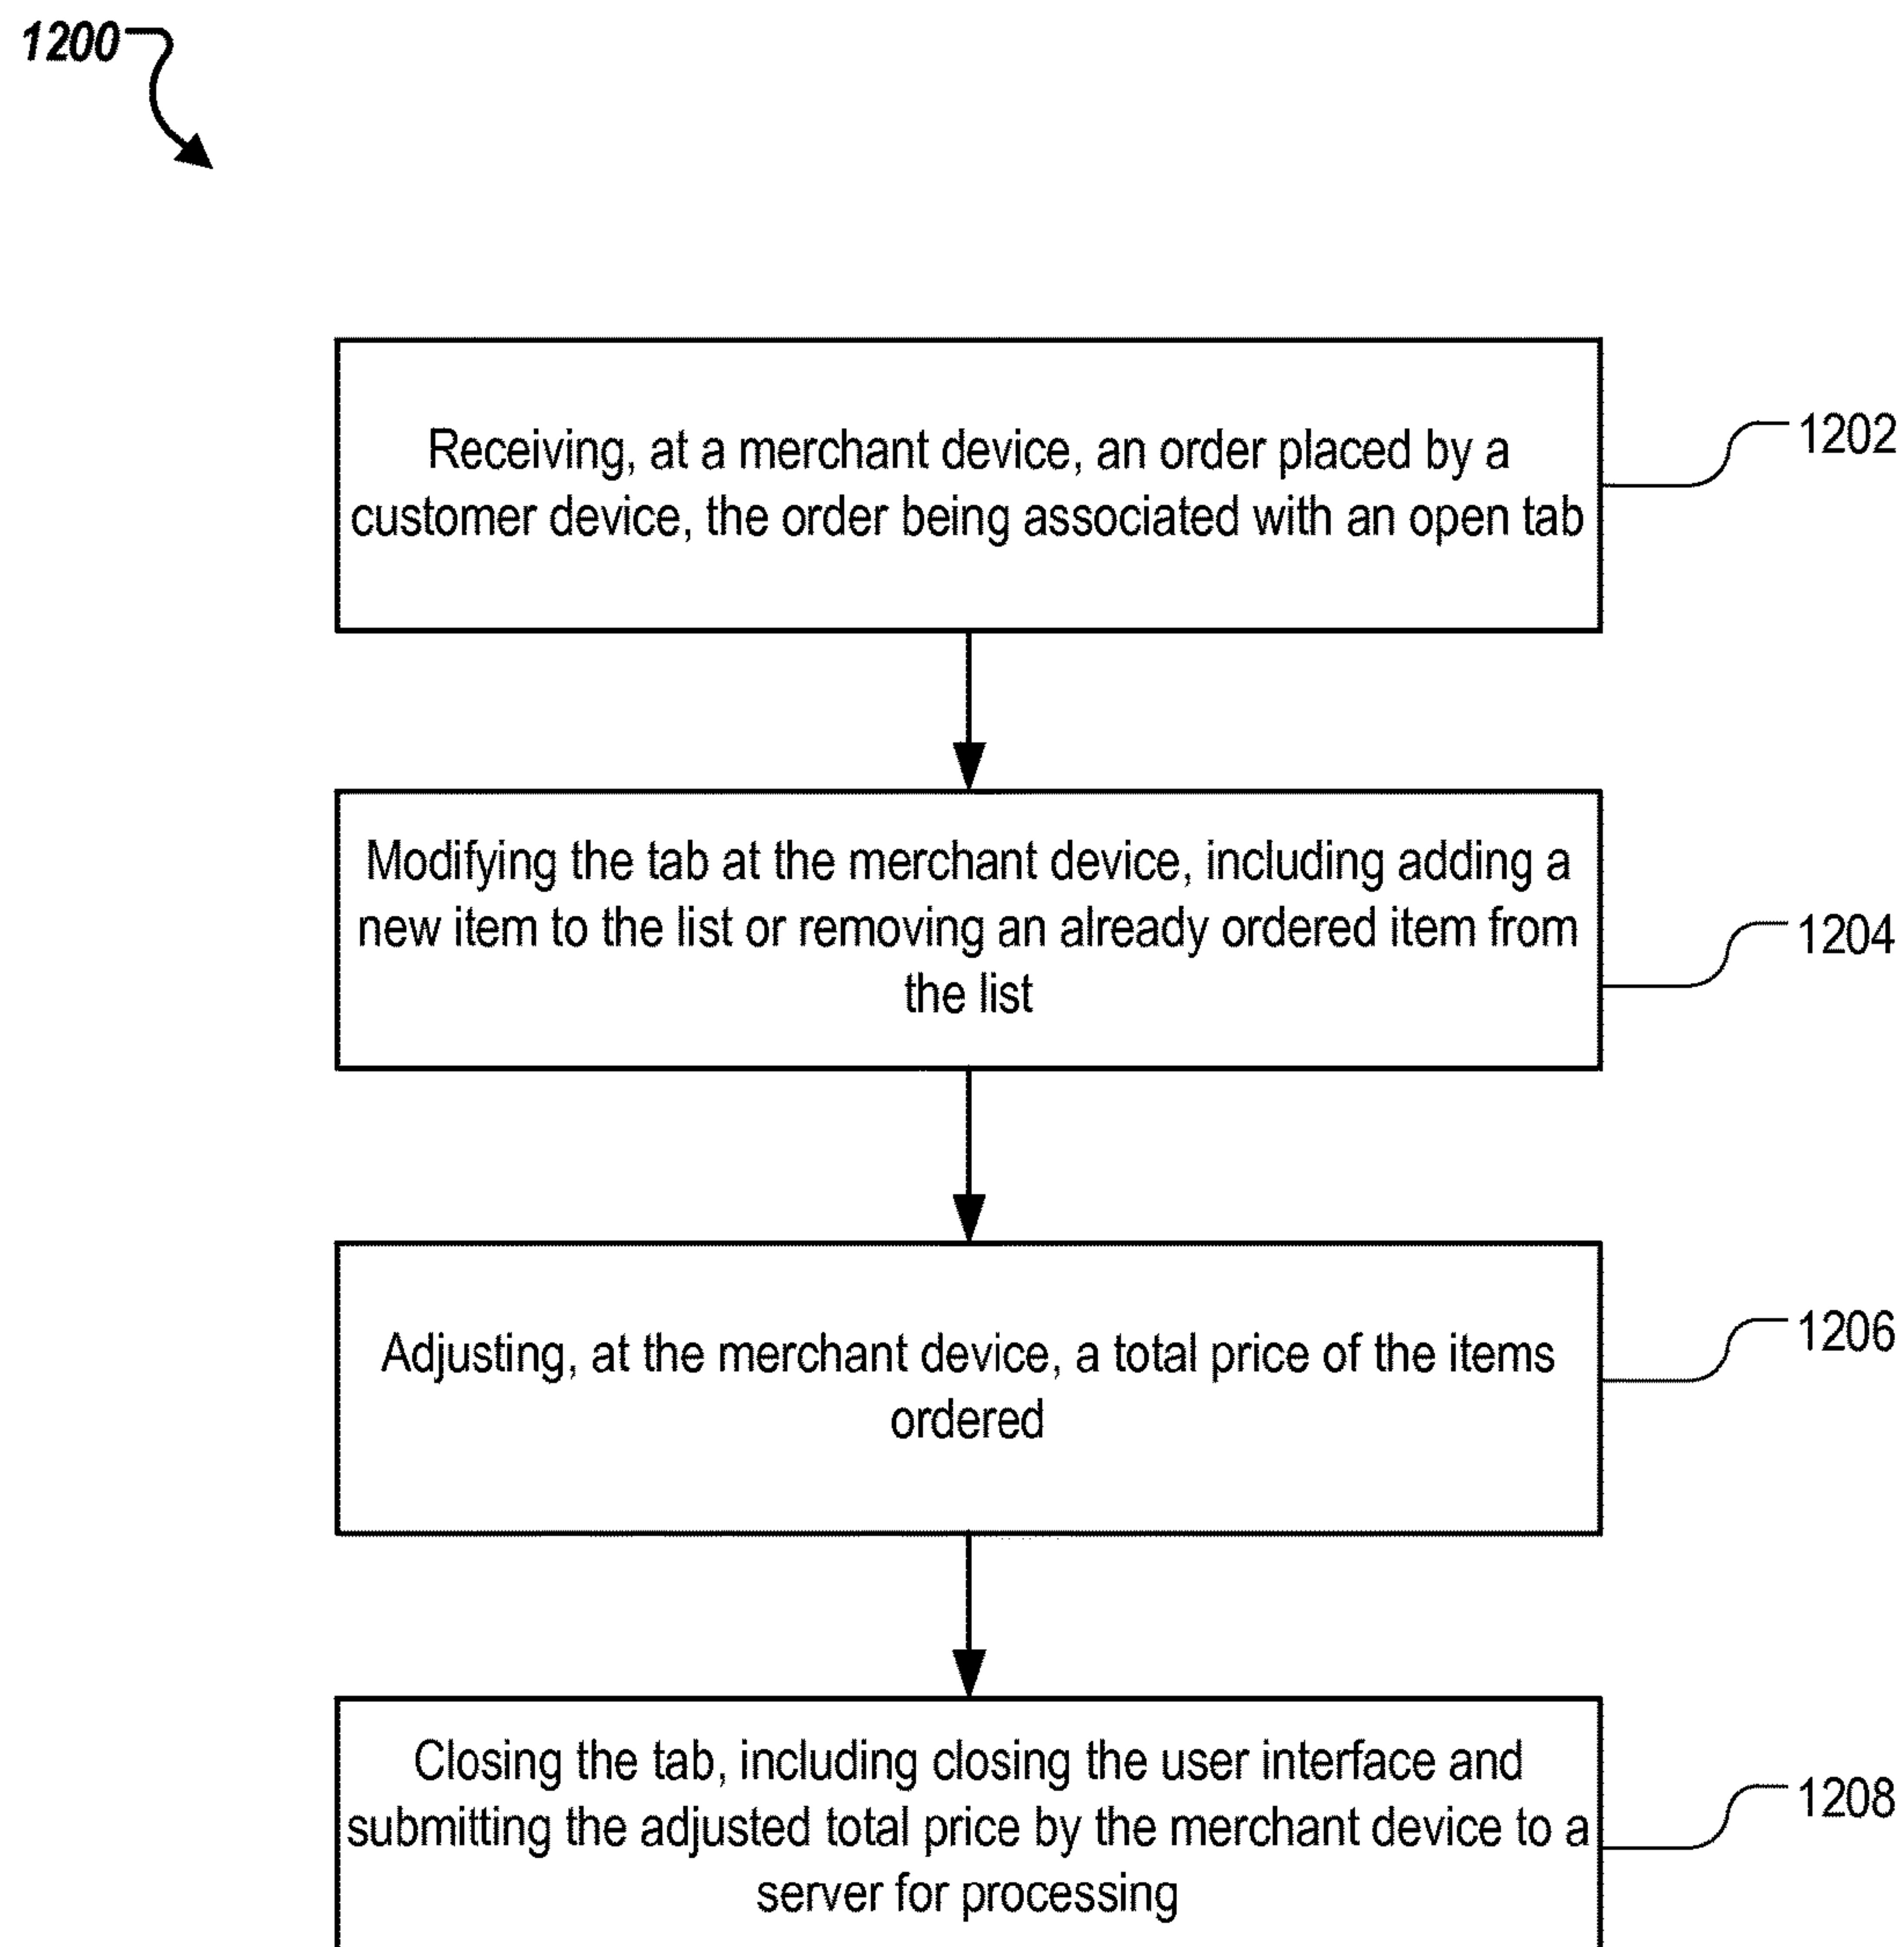 1200
Receiving, at a merchant device, an order placed by a
customer device, the order being associated with an open tab
1202
Modifying the tab at the merchant device, including adding a
new item to the list or removing an already ordered item from
the list
1204
Adjusting, at the merchant device, a total price of the items
ordered
1206
Closing the tab, including closing the user interface and
submitting the adjusted total price by the merchant device to a
server for processing
1208